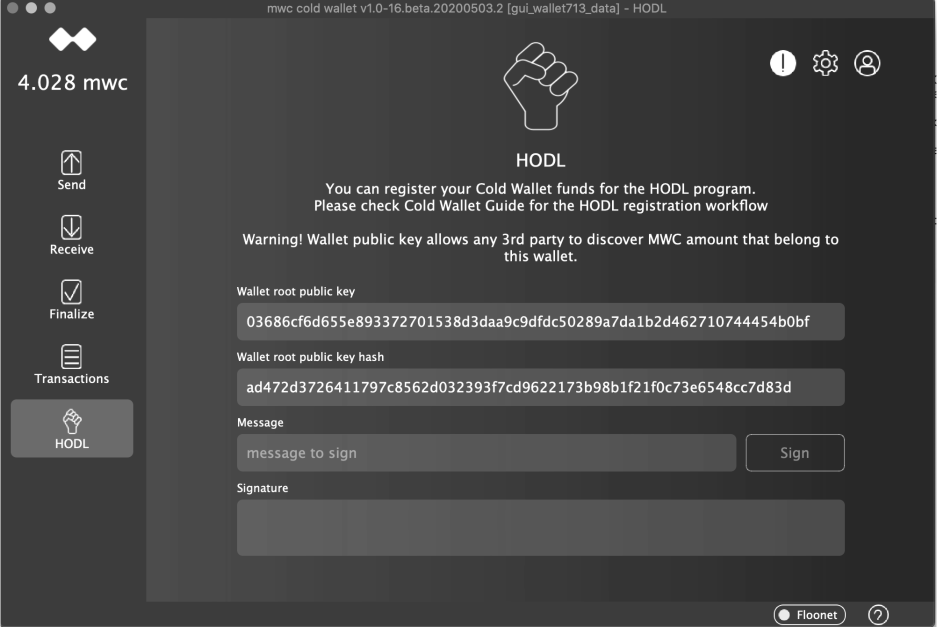 mwc cold wallet v1.0-16.beta.20200503.2 [gui_wallet713_data] - HODL
4.028 mwc
Send
Receive
Finalize
Transactions
HODL
HODL
You can register your Cold Wallet funds for the HODL program.
Please check Cold Wallet Guide for the HODL registration workflow
Warning! Wallet public key allows any 3rd party to discover MWC amount that belong to
this wallet.
Wallet root public key
03686cf6d655e893372701538d3daa9c9dfdc50289a7da1b2d462710744454b0bf
Wallet root public key hash
ad472d3726411797c8562d032393f7cd9622173b98b1f21f0c73e6548cc7d83d
Message
message to sign
Sign
Signature
Floonet
?